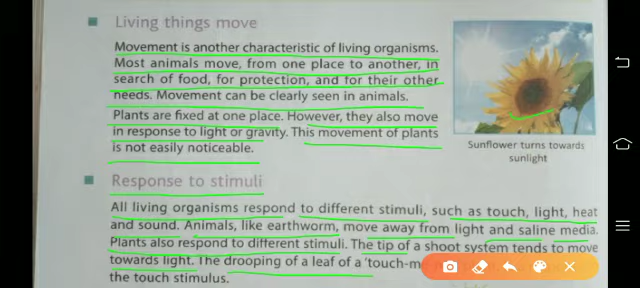 Living things move
Movement is another characteristic of living organisms.
Most animals move, from one place to another, in
search of food, for protection, and for their other
needs. Movement can be clearly seen in animals.
Plants are fixed at one place. However, they also move
in response to light or gravity. This movement of plants
is not easily noticeable.
Sunflower turns towards
sunlight
Response to stimuli
All living organisms respond to different stimuli, such as touch, light, heat
and sound. Animals, like earthworm, move away from light and saline media.
Plants also respond to different stimuli. The tip of a shoot system tends to move
towards light. The drooping of a leaf of a 'touch-m
the touch stimulus.